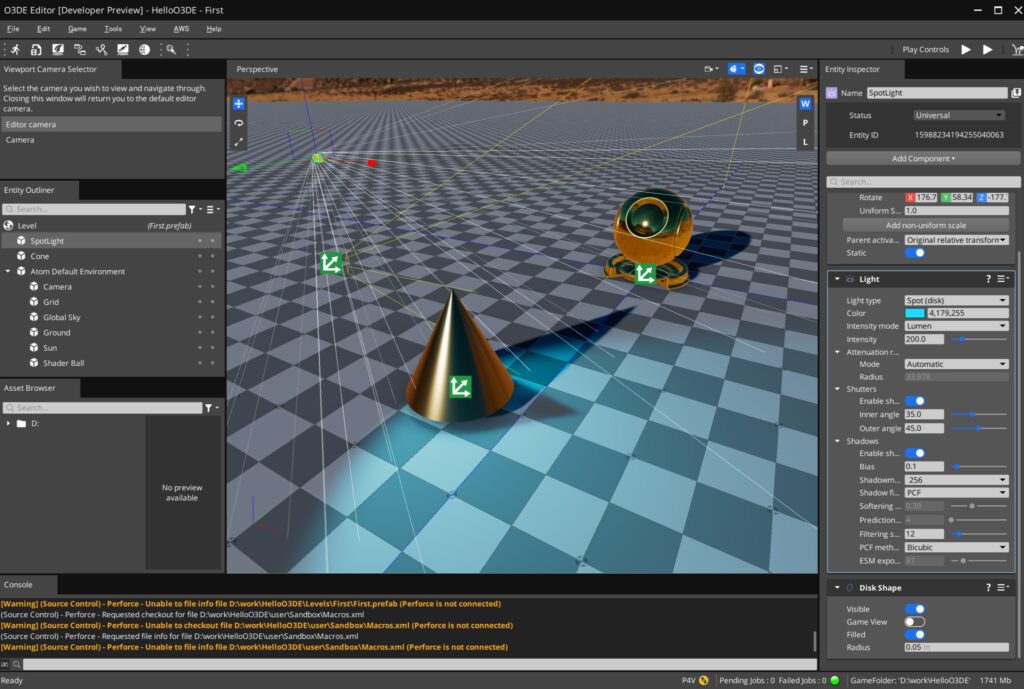 O3DE Editor [Developer Preview] - HelloO3DE - First
File Edit Game Tools View AWS Help
Play Controls
Viewport Camera Selector
Select the camera you wish to view and navigate through.
Closing this window will return you to the default editor
camera.
Editor camera
Camera
Entity Outliner
Search...
Level (First.prefab)
SpotLight
Cone
Atom Default Environment
Camera
Grid
Global Sky
Ground
Sun
Shader Ball
Asset Browser
Search...
D:
No preview
available
Perspective
W
P
L
Entity Inspector
Name SpotLight
Status Universal
Entity ID 15988234194255040063
Add Component
Search...
Rotate X 176.7 Y 58.34 Z -177.
Uniform S... 1.0
Add non-uniform scale
Parent activa... Original relative transform
Static
Light ?
Light type Spot (disk)
Color 4,179,255
Intensity mode Lumen
Intensity 200.0
Attenuation r...
Mode Automatic
Radius 33.978
Shutters
Enable sh...
Inner angle 35.0
Outer angle 45.0
Shadows
Enable sh...
Bias 0.1
Shadowm... 256
Shadow fi... PCF
Softening ... 0.39
Prediction... 4
Filtering s... 12
PCF meth... Bicubic
ESM expo... 87
Disk Shape ?
Visible
Game View
Filled
Radius 0.05 m
Console
[Warning] (Source Control) - Perforce - Unable to file info file D:\work\HelloO3DE\Levels\First\First.prefab (Perforce is not connected)
(Source Control) - Perforce - Requested checkout for file D:\work\HelloO3DE\user\Sandbox\Macros.xml
[Warning] (Source Control) - Perforce - Unable to checkout file D:\work\HelloO3DE\user\Sandbox\Macros.xml (Perforce is not connected)
(Source Control) - Perforce - Requested file info for file D:\work\HelloO3DE\user\Sandbox\Macros.xml
[Warning] (Source Control) - Perforce - Unable to file info file D:\work\HelloO3DE\user\Sandbox\Macros.xml (Perforce is not connected)
Ready P4V Pending Jobs : 0 Failed Jobs : 0 GameFolder: 'D:\work\HelloO3DE' 1741 Mb